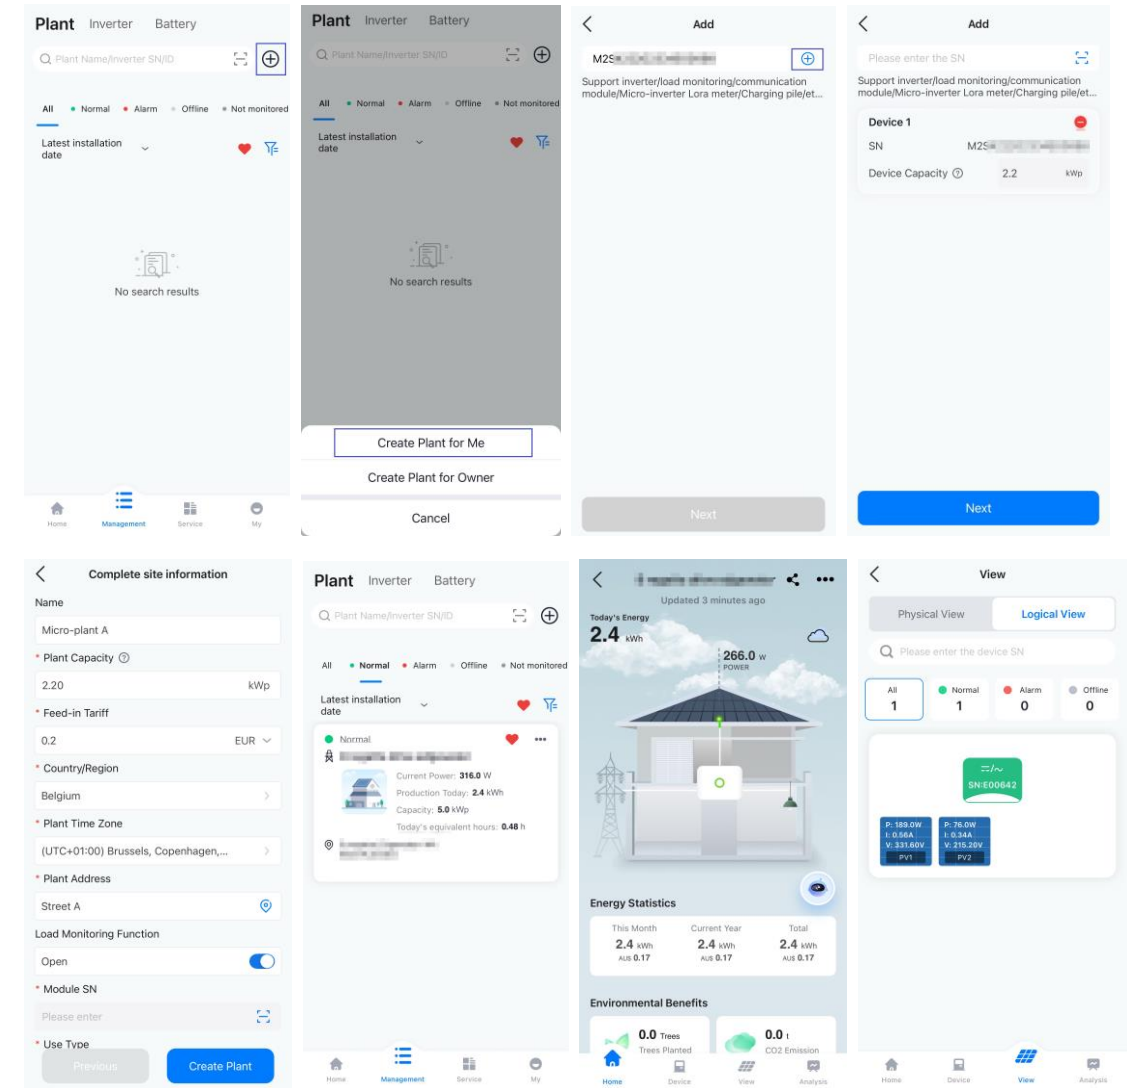 Plant Inverter Battery
Plant Name/Inverter SN/ID
All Normal Alarm Offline Not monitored
Latest installation
date
No search results
Home Management Service My
Plant Inverter Battery
Plant Name/Inverter SN/ID
All Normal Alarm Offline Not monitored
Latest installation
date
No search results
Create Plant for Me
Create Plant for Owner
Cancel
Add
M2S
Support inverter/load monitoring/communication
module/Micro-inverter Lora meter/Charging pile/et...
Next
Add
Please enter the SN
Support inverter/load monitoring/communication
module/Micro-inverter Lora meter/Charging pile/et...
Device 1
SN M2S
Device Capacity 2.2 kWp
Next
Complete site information
Name
Micro-plant A
* Plant Capacity
2.20 kWp
* Feed-in Tariff
0.2 EUR
* Country/Region
Belgium
* Plant Time Zone
(UTC+01:00) Brussels, Copenhagen,...
* Plant Address
Street A
Load Monitoring Function
Open
* Module SN
Please enter
* Use Type
Previous Create Plant
Plant Inverter Battery
Plant Name/Inverter SN/ID
All Normal Alarm Offline Not monitored
Latest installation
date
Normal
Current Power: 316.0 W
Production Today: 2.4 kWh
Capacity: 5.0 kWp
Today's equivalent hours: 0.48 h
Home Management Service My
Updated 3 minutes ago
Today's Energy
2.4 kWh
266.0 W
POWER
Energy Statistics
This Month Current Year Total
2.4 kWh 2.4 kWh 2.4 kWh
AU$ 0.17 AU$ 0.17 AU$ 0.17
Environmental Benefits
0.0 Trees 0.0 t
Trees Planted CO2 Emission
Home Device View Analysis
View
Physical View Logical View
Please enter the device SN
All Normal Alarm Offline
1 1 0 0
SN:E00642
P: 189.0W P: 76.0W
I: 0.56A I: 0.34A
V: 331.60V V: 215.20V
PV1 PV2
Home Device View Analysis